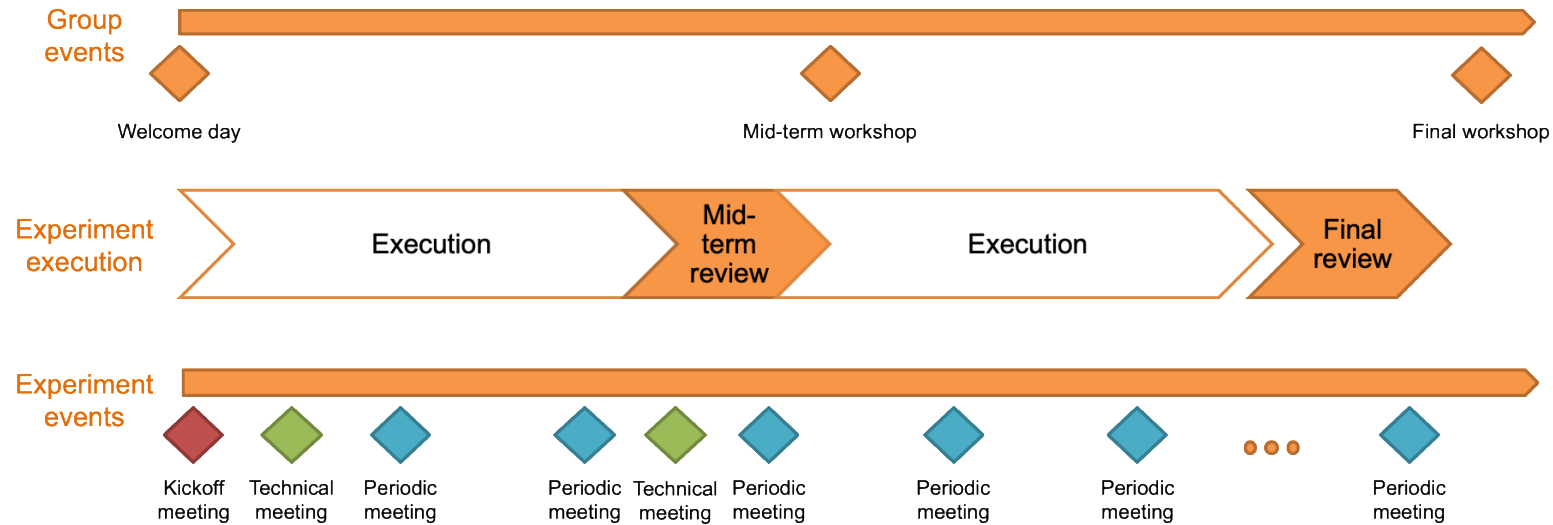 Group
events
Welcome day
Mid-term workshop
Final workshop
Experiment
execution
Execution
Mid-
term
review
Execution
Final
review
Experiment
events
Kickoff
meeting
Technical
meeting
Periodic
meeting
Periodic
meeting
Technical
meeting
Periodic
meeting
Periodic
meeting
Periodic
meeting
Periodic
meeting